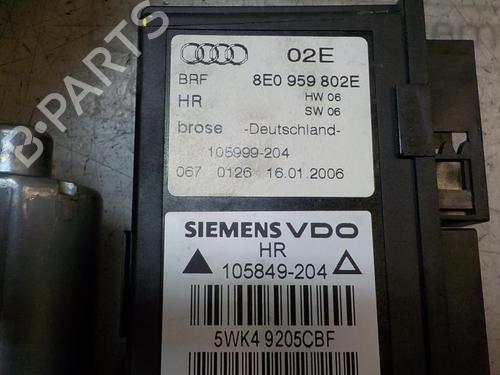 02E
BRF 8E0 959 802E
HR HW 06
SW 06
brose -Deutschland-
105999-204
067 0126 16.01.2006
SIEMENS VDO
HR
105849-204
5WK4 9205CBF
B-Parts